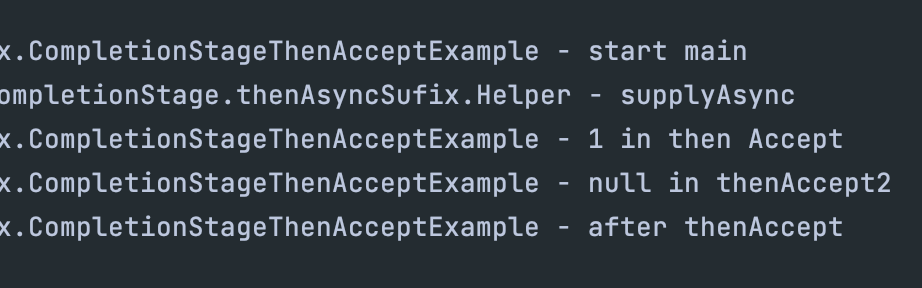 x.CompletionStageThenAcceptExample - start main
ompletionStage.thenAsyncSufix.Helper - supplyAsync
x.CompletionStageThenAcceptExample - 1 in then Accept
x.CompletionStageThenAcceptExample - null in thenAccept2
x.CompletionStageThenAcceptExample - after thenAccept